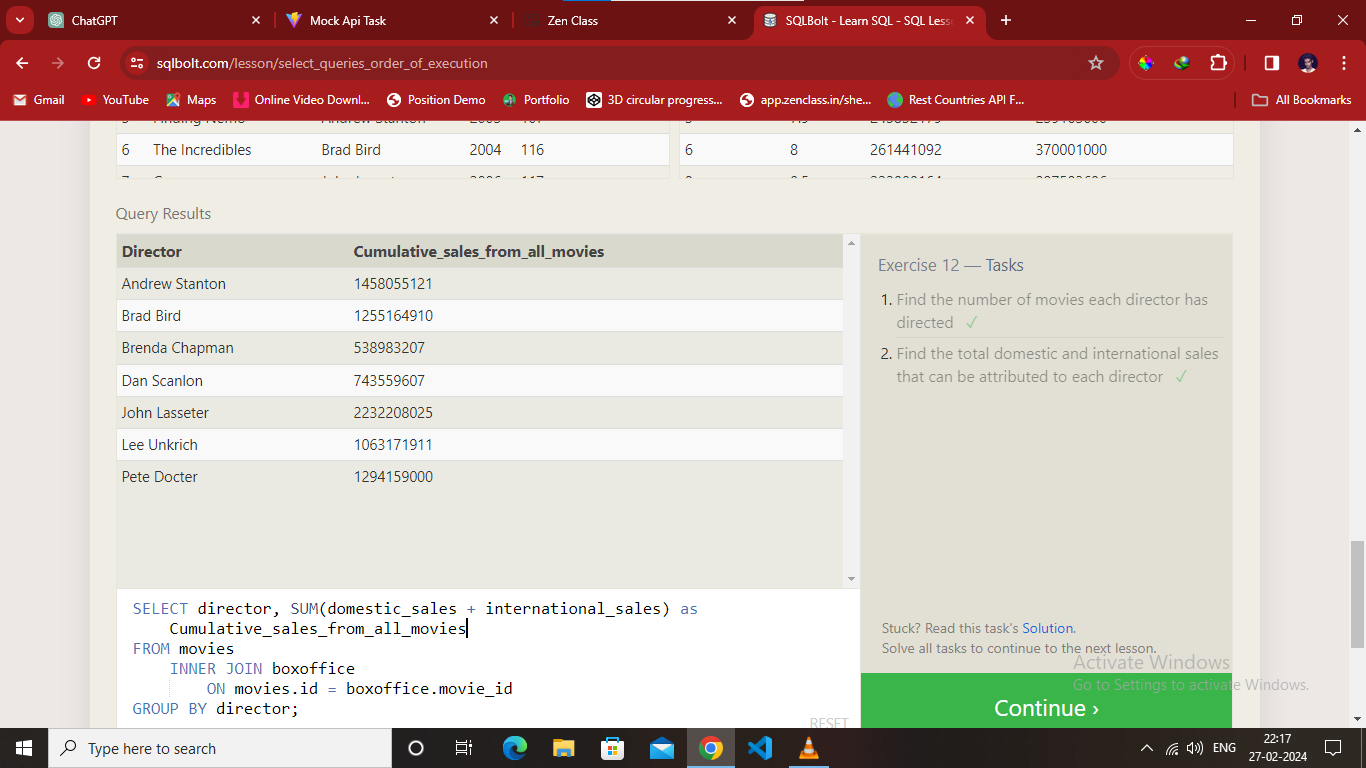 ChatGPT
Mock Api Task
Zen Class
SQLBolt - Learn SQL - SQL Less
sqlbolt.com/lesson/select_queries_order_of_execution
Gmail
YouTube
Maps
Online Video Downl...
Position Demo
Portfolio
3D circular progress...
app.zenclass.in/she...
Rest Countries API F...
All Bookmarks
6 The Incredibles Brad Bird 2004 116
6 8 261441092 370001000
Query Results
Director Cumulative_sales_from_all_movies
Andrew Stanton 1458055121
Brad Bird 1255164910
Brenda Chapman 538983207
Dan Scanlon 743559607
John Lasseter 2232208025
Lee Unkrich 1063171911
Pete Docter 1294159000
Exercise 12 — Tasks
1. Find the number of movies each director has
directed ✓
2. Find the total domestic and international sales
that can be attributed to each director ✓
SELECT director, SUM(domestic_sales + international_sales) as
Cumulative_sales_from_all_movies
FROM movies
INNER JOIN boxoffice
ON movies.id = boxoffice.movie_id
GROUP BY director;
RESET
Stuck? Read this task's Solution.
Solve all tasks to continue to the next lesson.
Continue ›
Activate Windows
Go to Settings to activate Windows.
Type here to search
ENG
22:17
27-02-2024